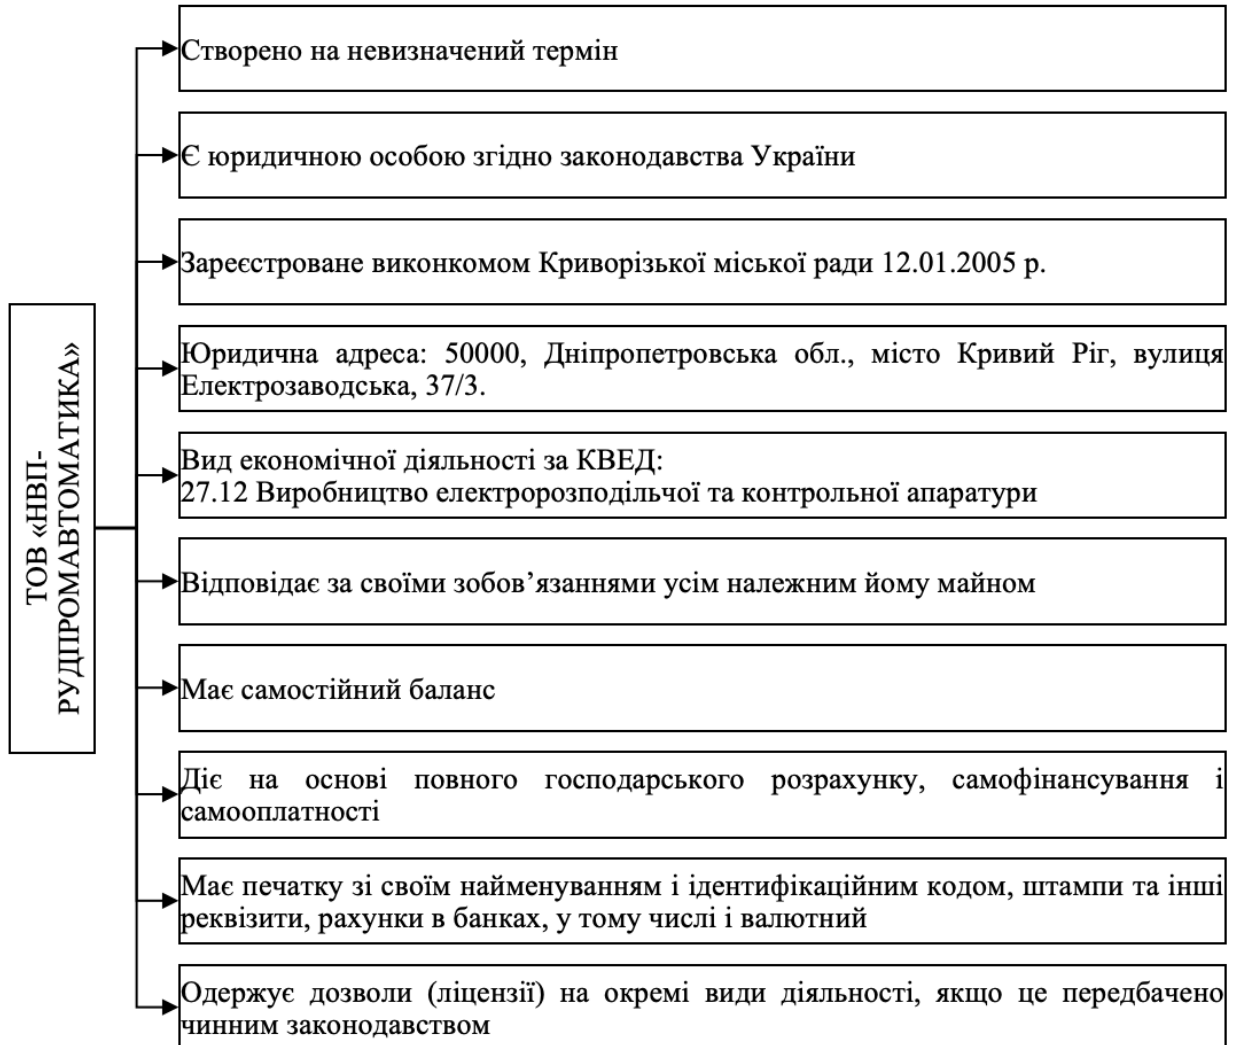 ТОВ «НВП-
РУДПРОМАВТОМАТИКА»
Створено на невизначений термін
Є юридичною особою згідно законодавства України
Зареєстроване виконкомом Криворізької міської ради 12.01.2005 р.
Юридична адреса: 50000, Дніпропетровська обл., місто Кривий Ріг, вулиця
Електрозаводська, 37/3.
Вид економічної діяльності за КВЕД:
27.12 Виробництво електророзподільчої та контрольної апаратури
Відповідає за своїми зобов’язаннями усім належним йому майном
Має самостійний баланс
Діє на основі повного господарського розрахунку, самофінансування і
самооплатності
Має печатку зі своїм найменуванням і ідентифікаційним кодом, штампи та інші
реквізити, рахунки в банках, у тому числі і валютний
Одержує дозволи (ліцензії) на окремі види діяльності, якщо це передбачено
чинним законодавством